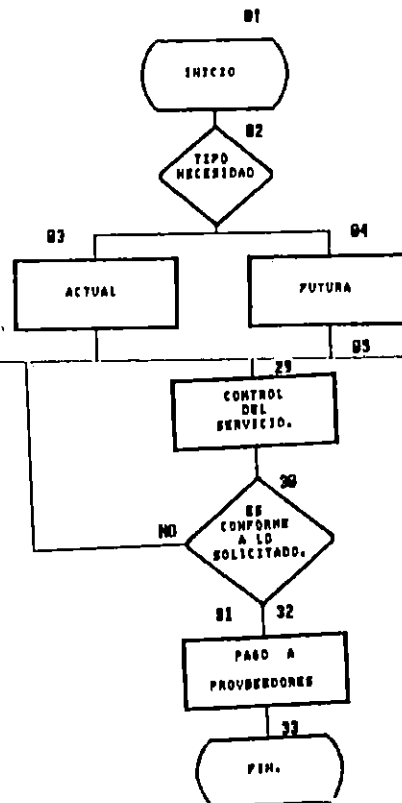 01
INICIO
02
TIPO
NECESIDAD
03
04
ACTUAL
FUTURA
05
29
CONTROL
DEL
SERVICIO.
30
ES
CONFORME
A LO
SOLICITADO.
NO
31 32
PAGO A
PROVEEDORES
33
FIN.